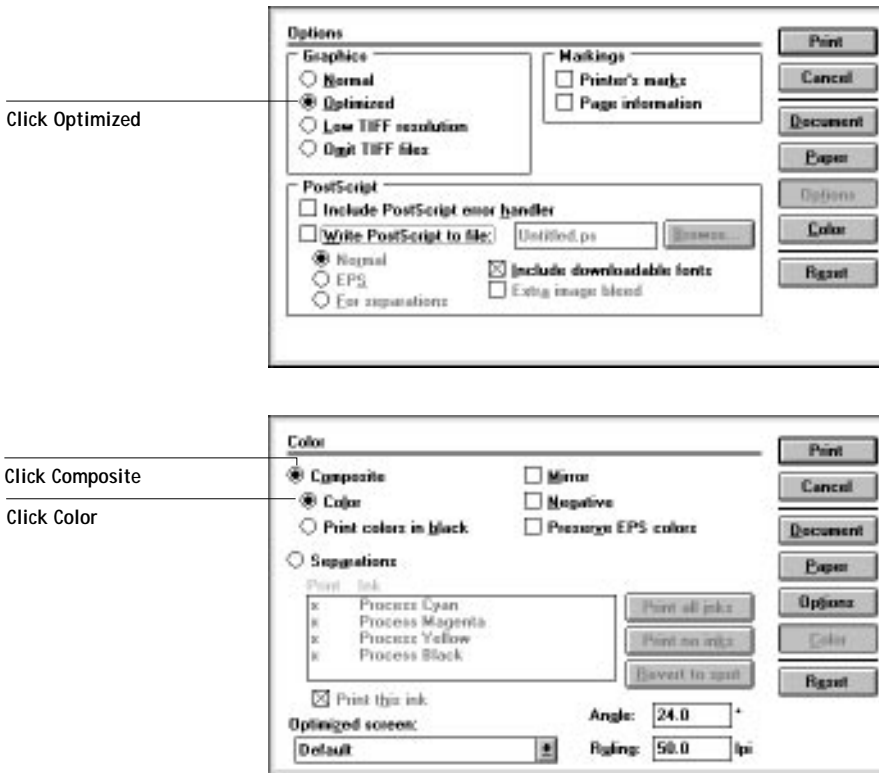 Click Optimized
Options
Graphics
Normal
Optimized
Low TIFF resolution
Omit TIFF files
Markings
Printer's marks
Page information
PostScript
Include PostScript error handler
Write PostScript to file:
Untitled.ps
Browse...
Normal
EPS
For separations
Include downloadable fonts
Extra image bleed
Print
Cancel
Document
Paper
Options
Color
Reset
Click Composite
Click Color
Color
Composite
Color
Print colors in black
Mirror
Negative
Preserve EPS colors
Separations
Print Ink
x Process Cyan
x Process Magenta
x Process Yellow
x Process Black
Print all inks
Print no inks
Revert to spot
Print this ink
Optimized screen:
Default
Angle: 24.0 °
Ruling: 50.0 lpi
Print
Cancel
Document
Paper
Options
Color
Reset